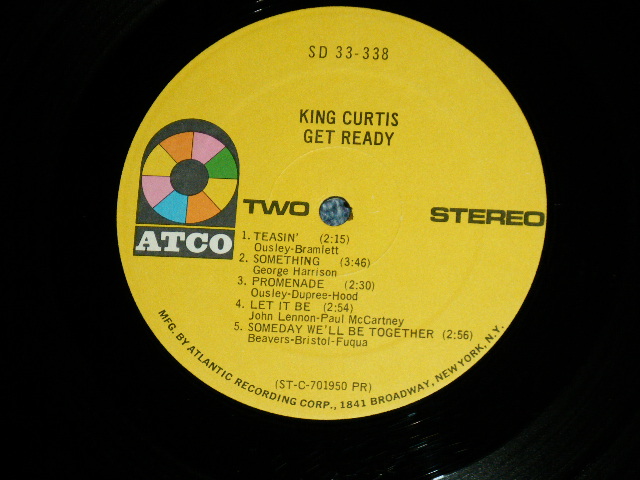 SD 33-338
KING CURTIS
GET READY
ATCO
TWO
STEREO
1. TEASIN' (2:15)
Ousley-Bramlett
2. SOMETHING (3:46)
George Harrison
3. PROMENADE (2:30)
Ousley-Dupree-Hood
4. LET IT BE (2:54)
John Lennon-Paul McCartney
5. SOMEDAY WE'LL BE TOGETHER (2:56)
Beavers-Bristol-Fuqua
(ST-C-701950 PR)
MFG. BY ATLANTIC RECORDING CORP., 1841 BROADWAY, NEW YORK, N.Y.